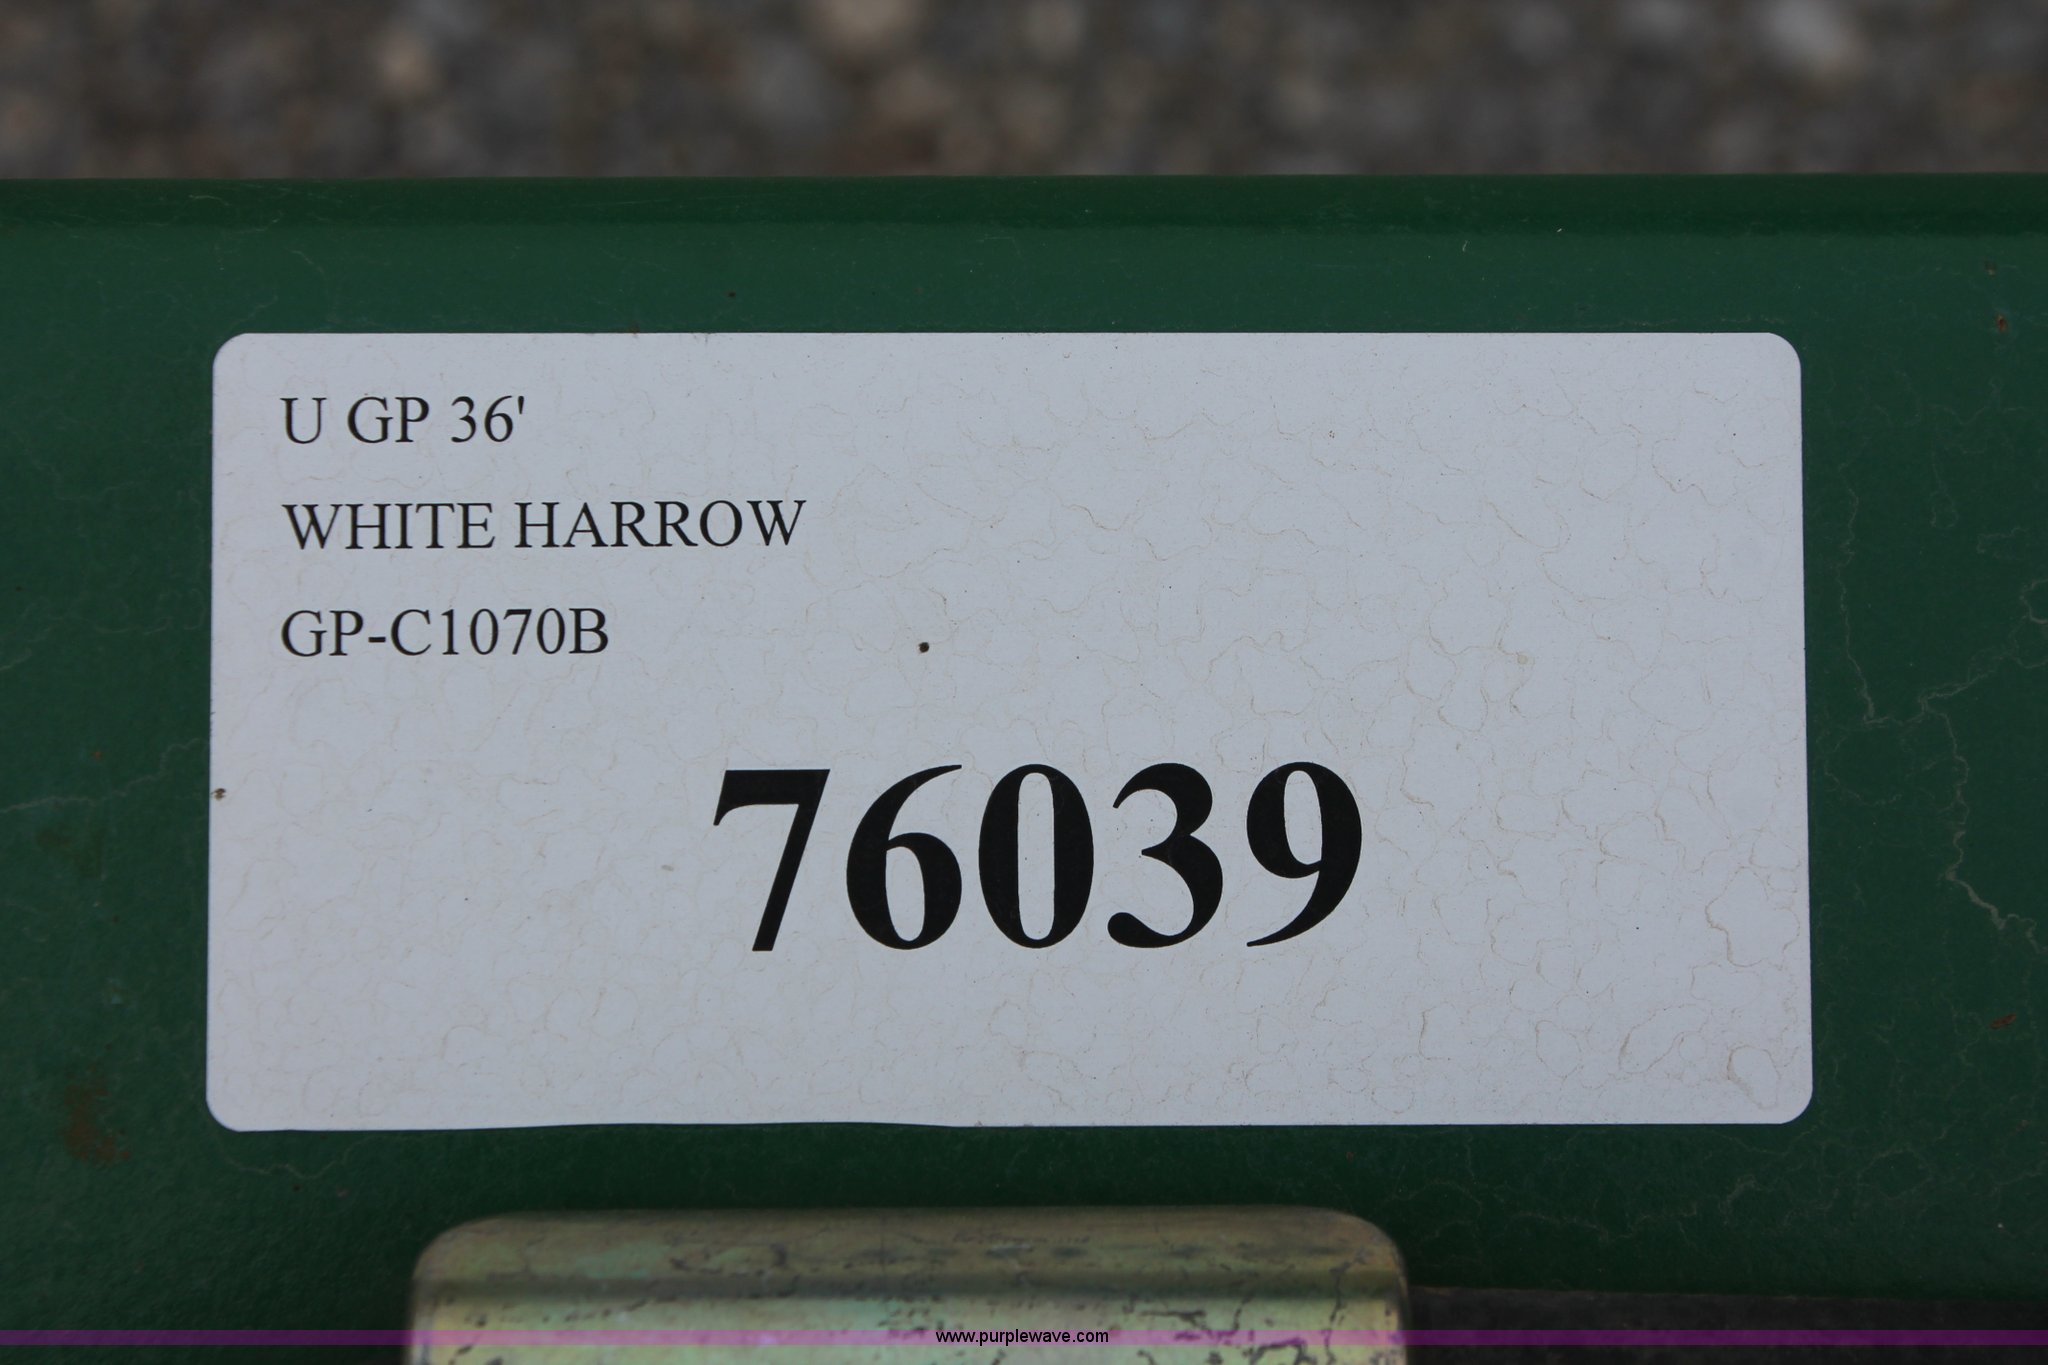 U GP 36'
WHITE HARROW
GP-C1070B
76039
www.purplewave.com